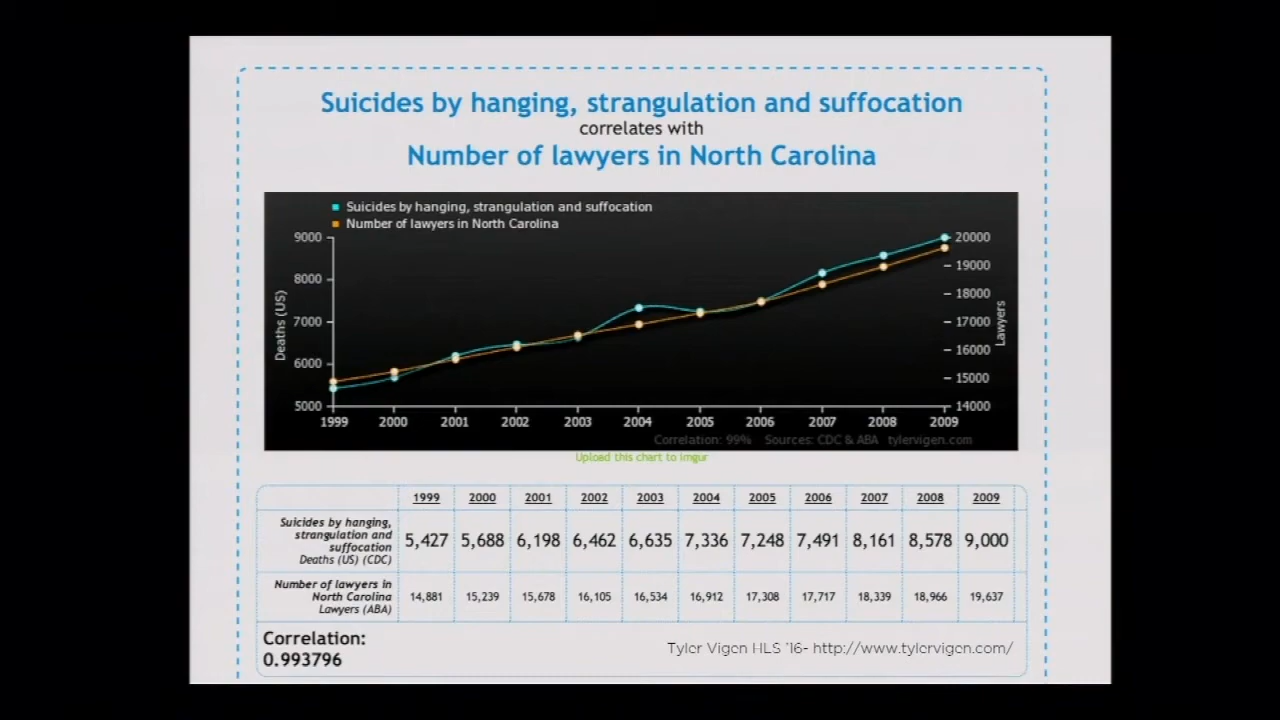 Suicides by hanging, strangulation and suffocation
correlates with
Number of lawyers in North Carolina
Suicides by hanging, strangulation and suffocation
Number of lawyers in North Carolina
9000
8000
7000
6000
5000
Deaths (US)
20000
19000
18000
17000
16000
15000
14000
Lawyers
1999 2000 2001 2002 2003 2004 2005 2006 2007 2008 2009
Correlation: 99% Sources: CDC & ABA tylervigen.com
Upload this chart to imgur
1999 2000 2001 2002 2003 2004 2005 2006 2007 2008 2009
Suicides by hanging,
strangulation and
suffocation
Deaths (US) (CDC)
5,427 5,688 6,198 6,462 6,635 7,336 7,248 7,491 8,161 8,578 9,000
Number of lawyers in
North Carolina
Lawyers (ABA)
14,881 15,239 15,678 16,105 16,534 16,912 17,308 17,717 18,339 18,966 19,637
Correlation:
0.993796
Tyler Vigen HLS '16- http://www.tylervigen.com/